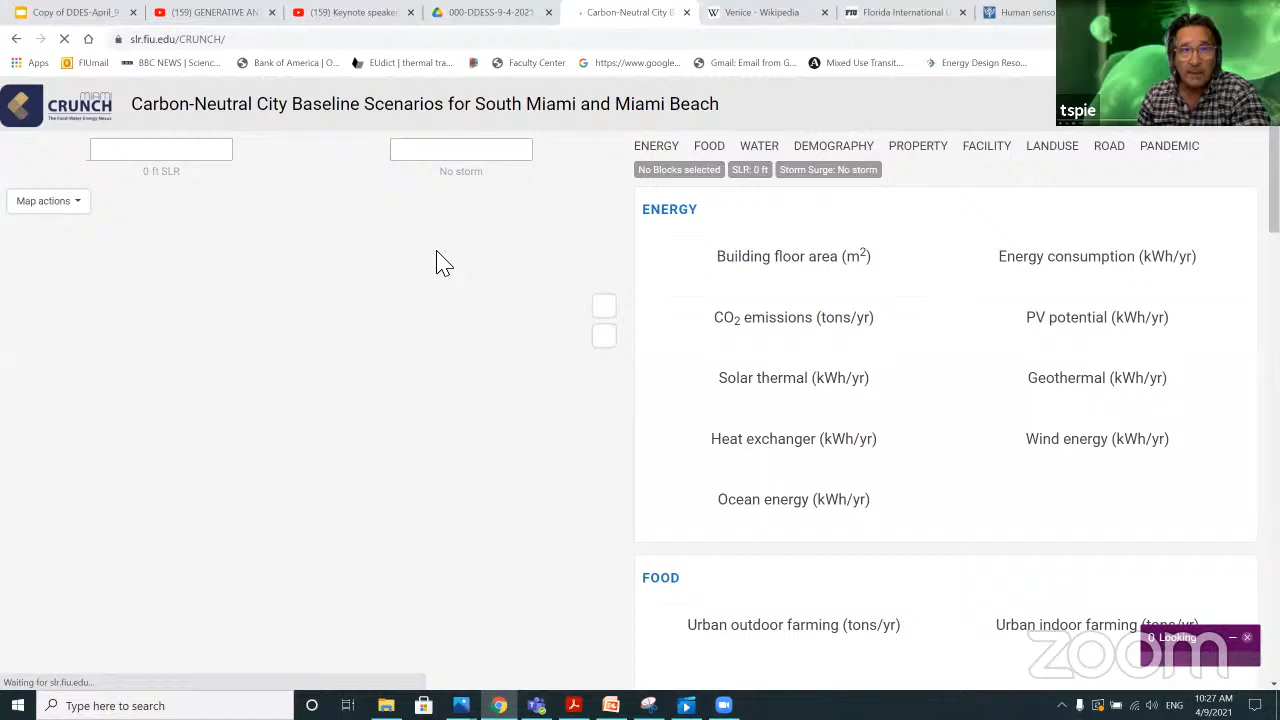 Copy of DDES-April_9
(159) GENERATIVE AN
(159) Keynote speaker
00-DDESS-9-4-2021
Carbon-Neutral City B
Venice - Wikipedia
FIU
Florida International U
Human senso
slr.fiu.edu/CRUNCH/
Apps
FIUmail
BBC NEWS | Scienc...
Bank of America | O...
EUdict | thermal tra...
Faculty Center
https://www.google...
Gmail: Email from G...
Mixed Use Transit...
Energy Design Reso...
MIAMI
CRUNCH
The Food-Water-Energy Nexus
Carbon-Neutral City Baseline Scenarios for South Miami and Miami Beach
tspie
0 ft SLR
No storm
Map actions
ENERGY FOOD WATER DEMOGRAPHY PROPERTY FACILITY LANDUSE ROAD PANDEMIC
No Blocks selected
SLR: 0 ft
Storm Surge: No storm
ENERGY
Building floor area (m²)
Energy consumption (kWh/yr)
CO₂ emissions (tons/yr)
PV potential (kWh/yr)
Solar thermal (kWh/yr)
Geothermal (kWh/yr)
Heat exchanger (kWh/yr)
Wind energy (kWh/yr)
Ocean energy (kWh/yr)
FOOD
Urban outdoor farming (tons/yr)
Urban indoor farming (tons/yr)
Looking
zoom
Waiting for slr.fiu.edu...
Type here to search
10:27 AM
4/9/2021